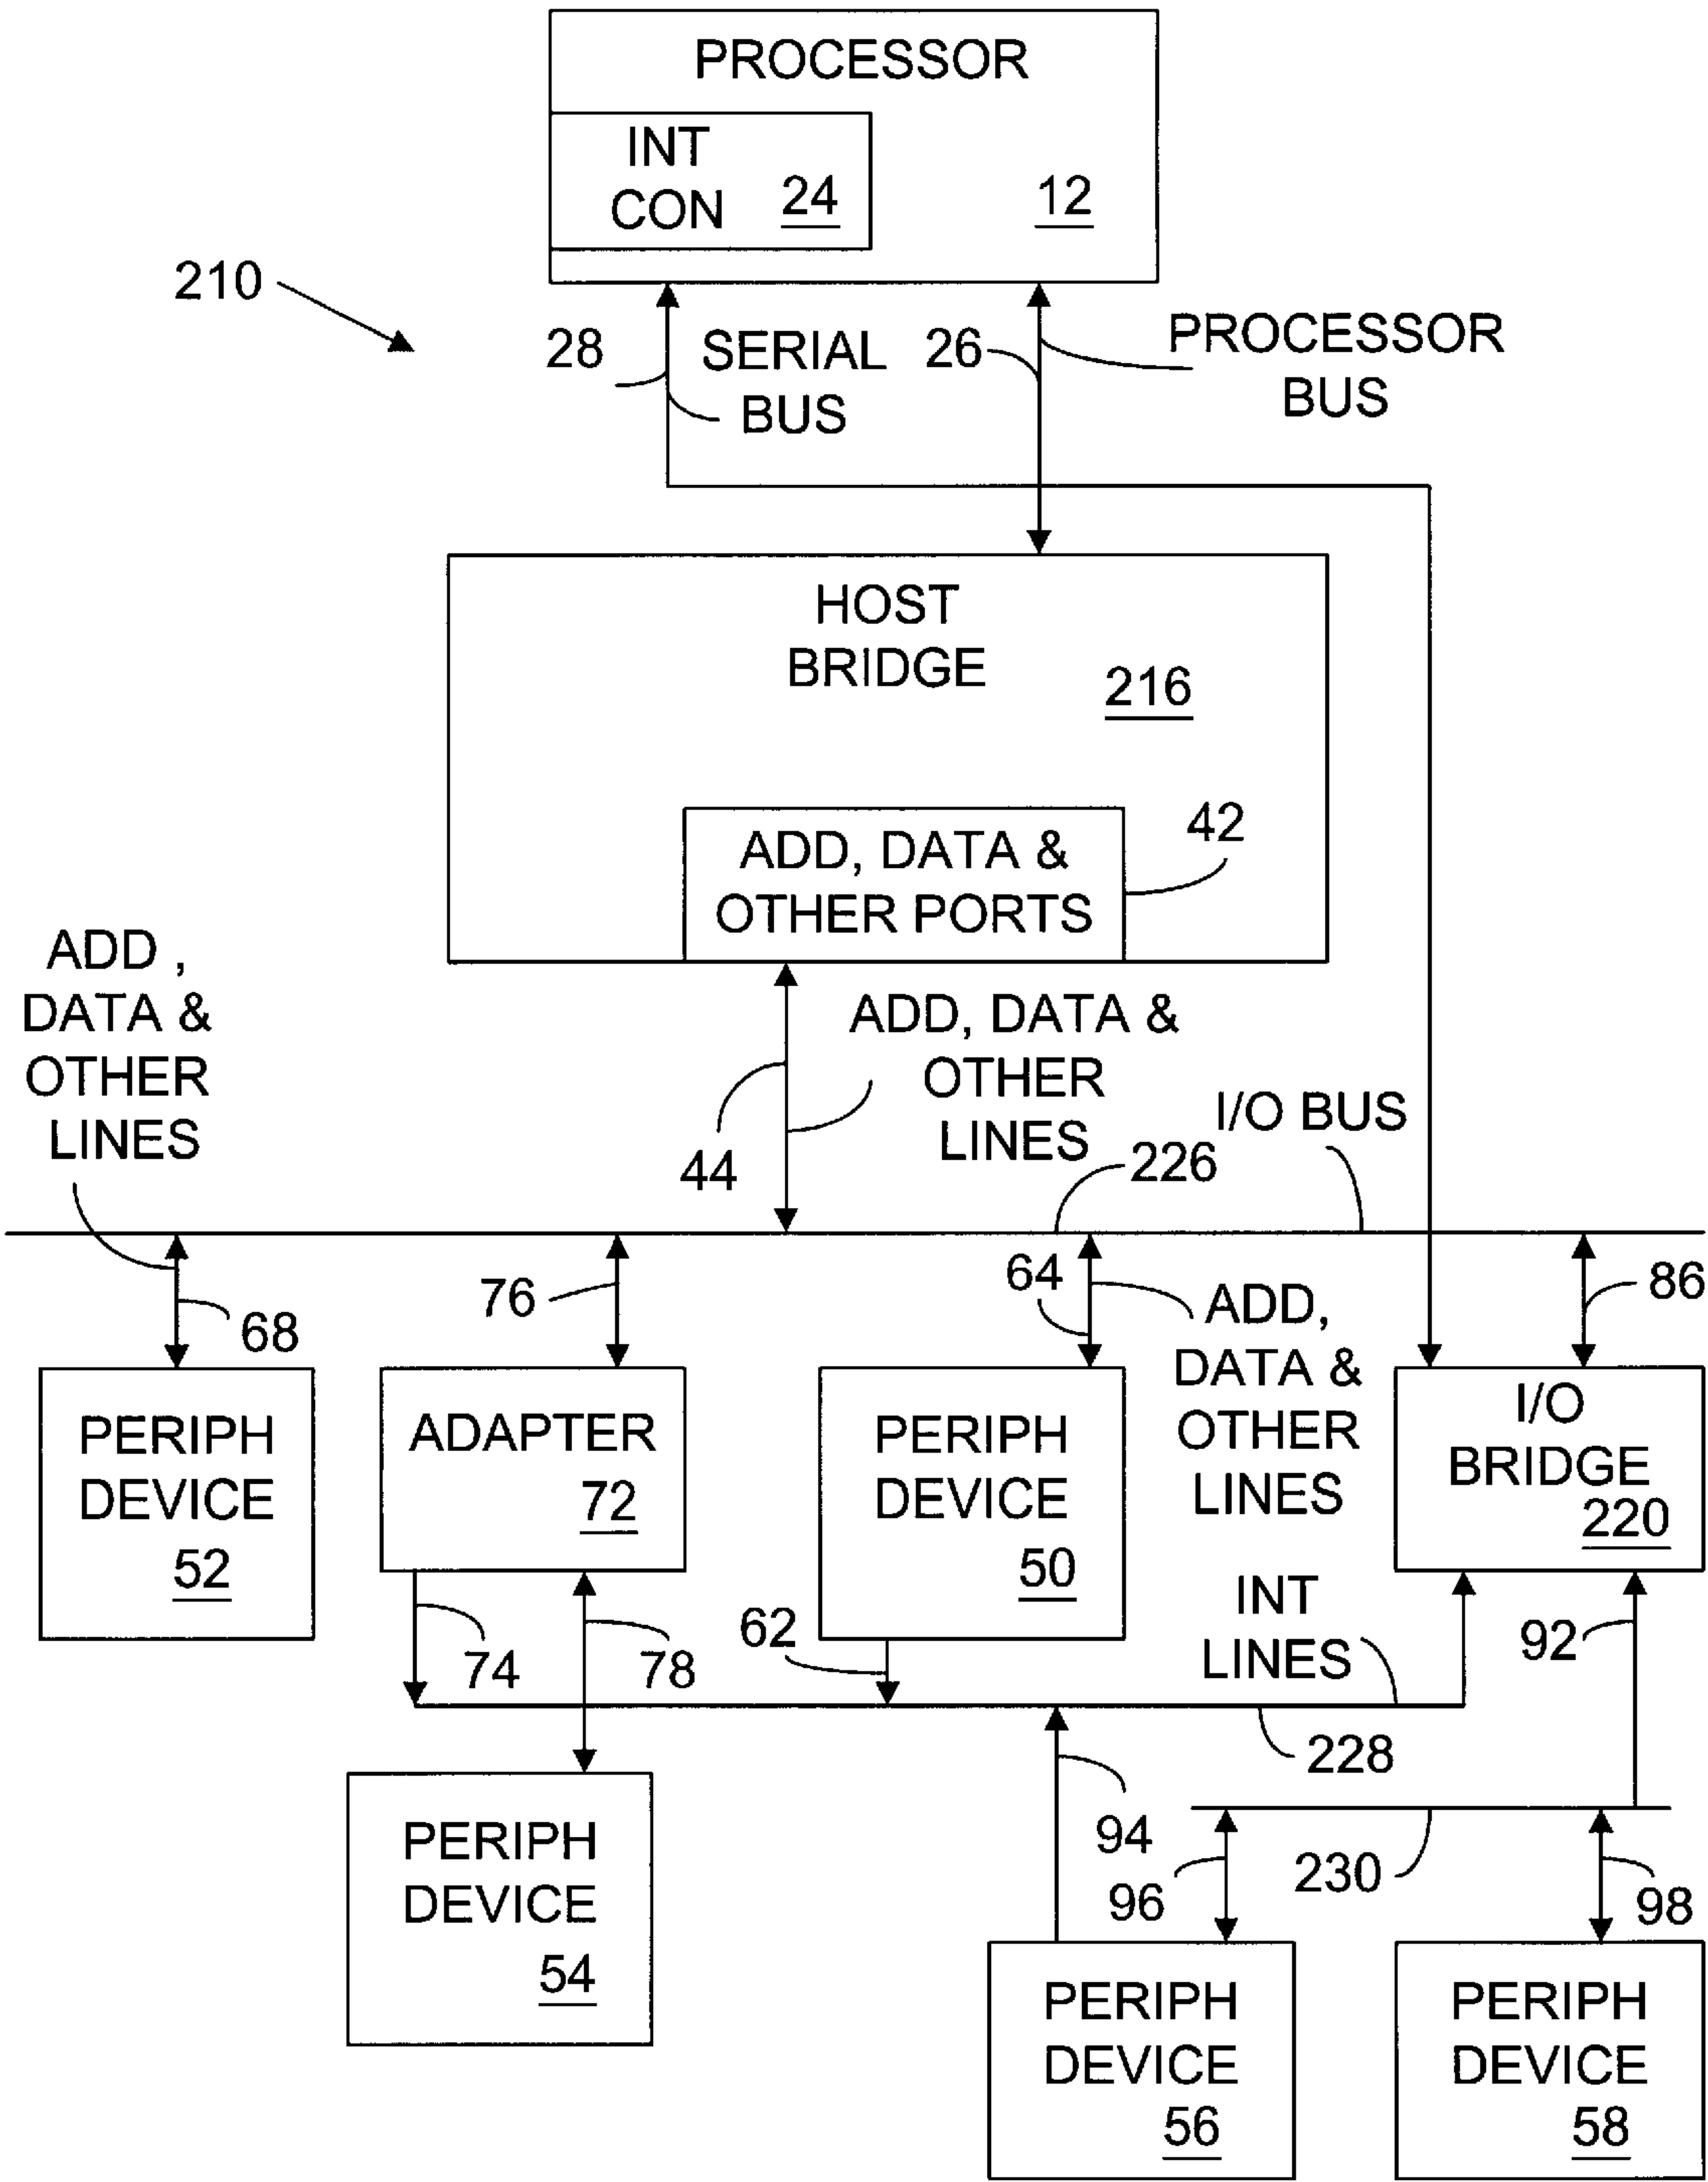 PROCESSOR
INT
CON
24
12
210
28
SERIAL
BUS
26
PROCESSOR
BUS
HOST
BRIDGE
216
ADD, DATA &
OTHER PORTS
42
ADD ,
DATA &
OTHER
LINES
44
ADD, DATA &
OTHER
LINES
I/O BUS
226
68
76
64
ADD,
DATA &
OTHER
LINES
86
PERIPH
DEVICE
52
ADAPTER
72
PERIPH
DEVICE
50
I/O
BRIDGE
220
74
78
62
INT
LINES
92
228
PERIPH
DEVICE
54
94
96
230
98
PERIPH
DEVICE
56
PERIPH
DEVICE
58